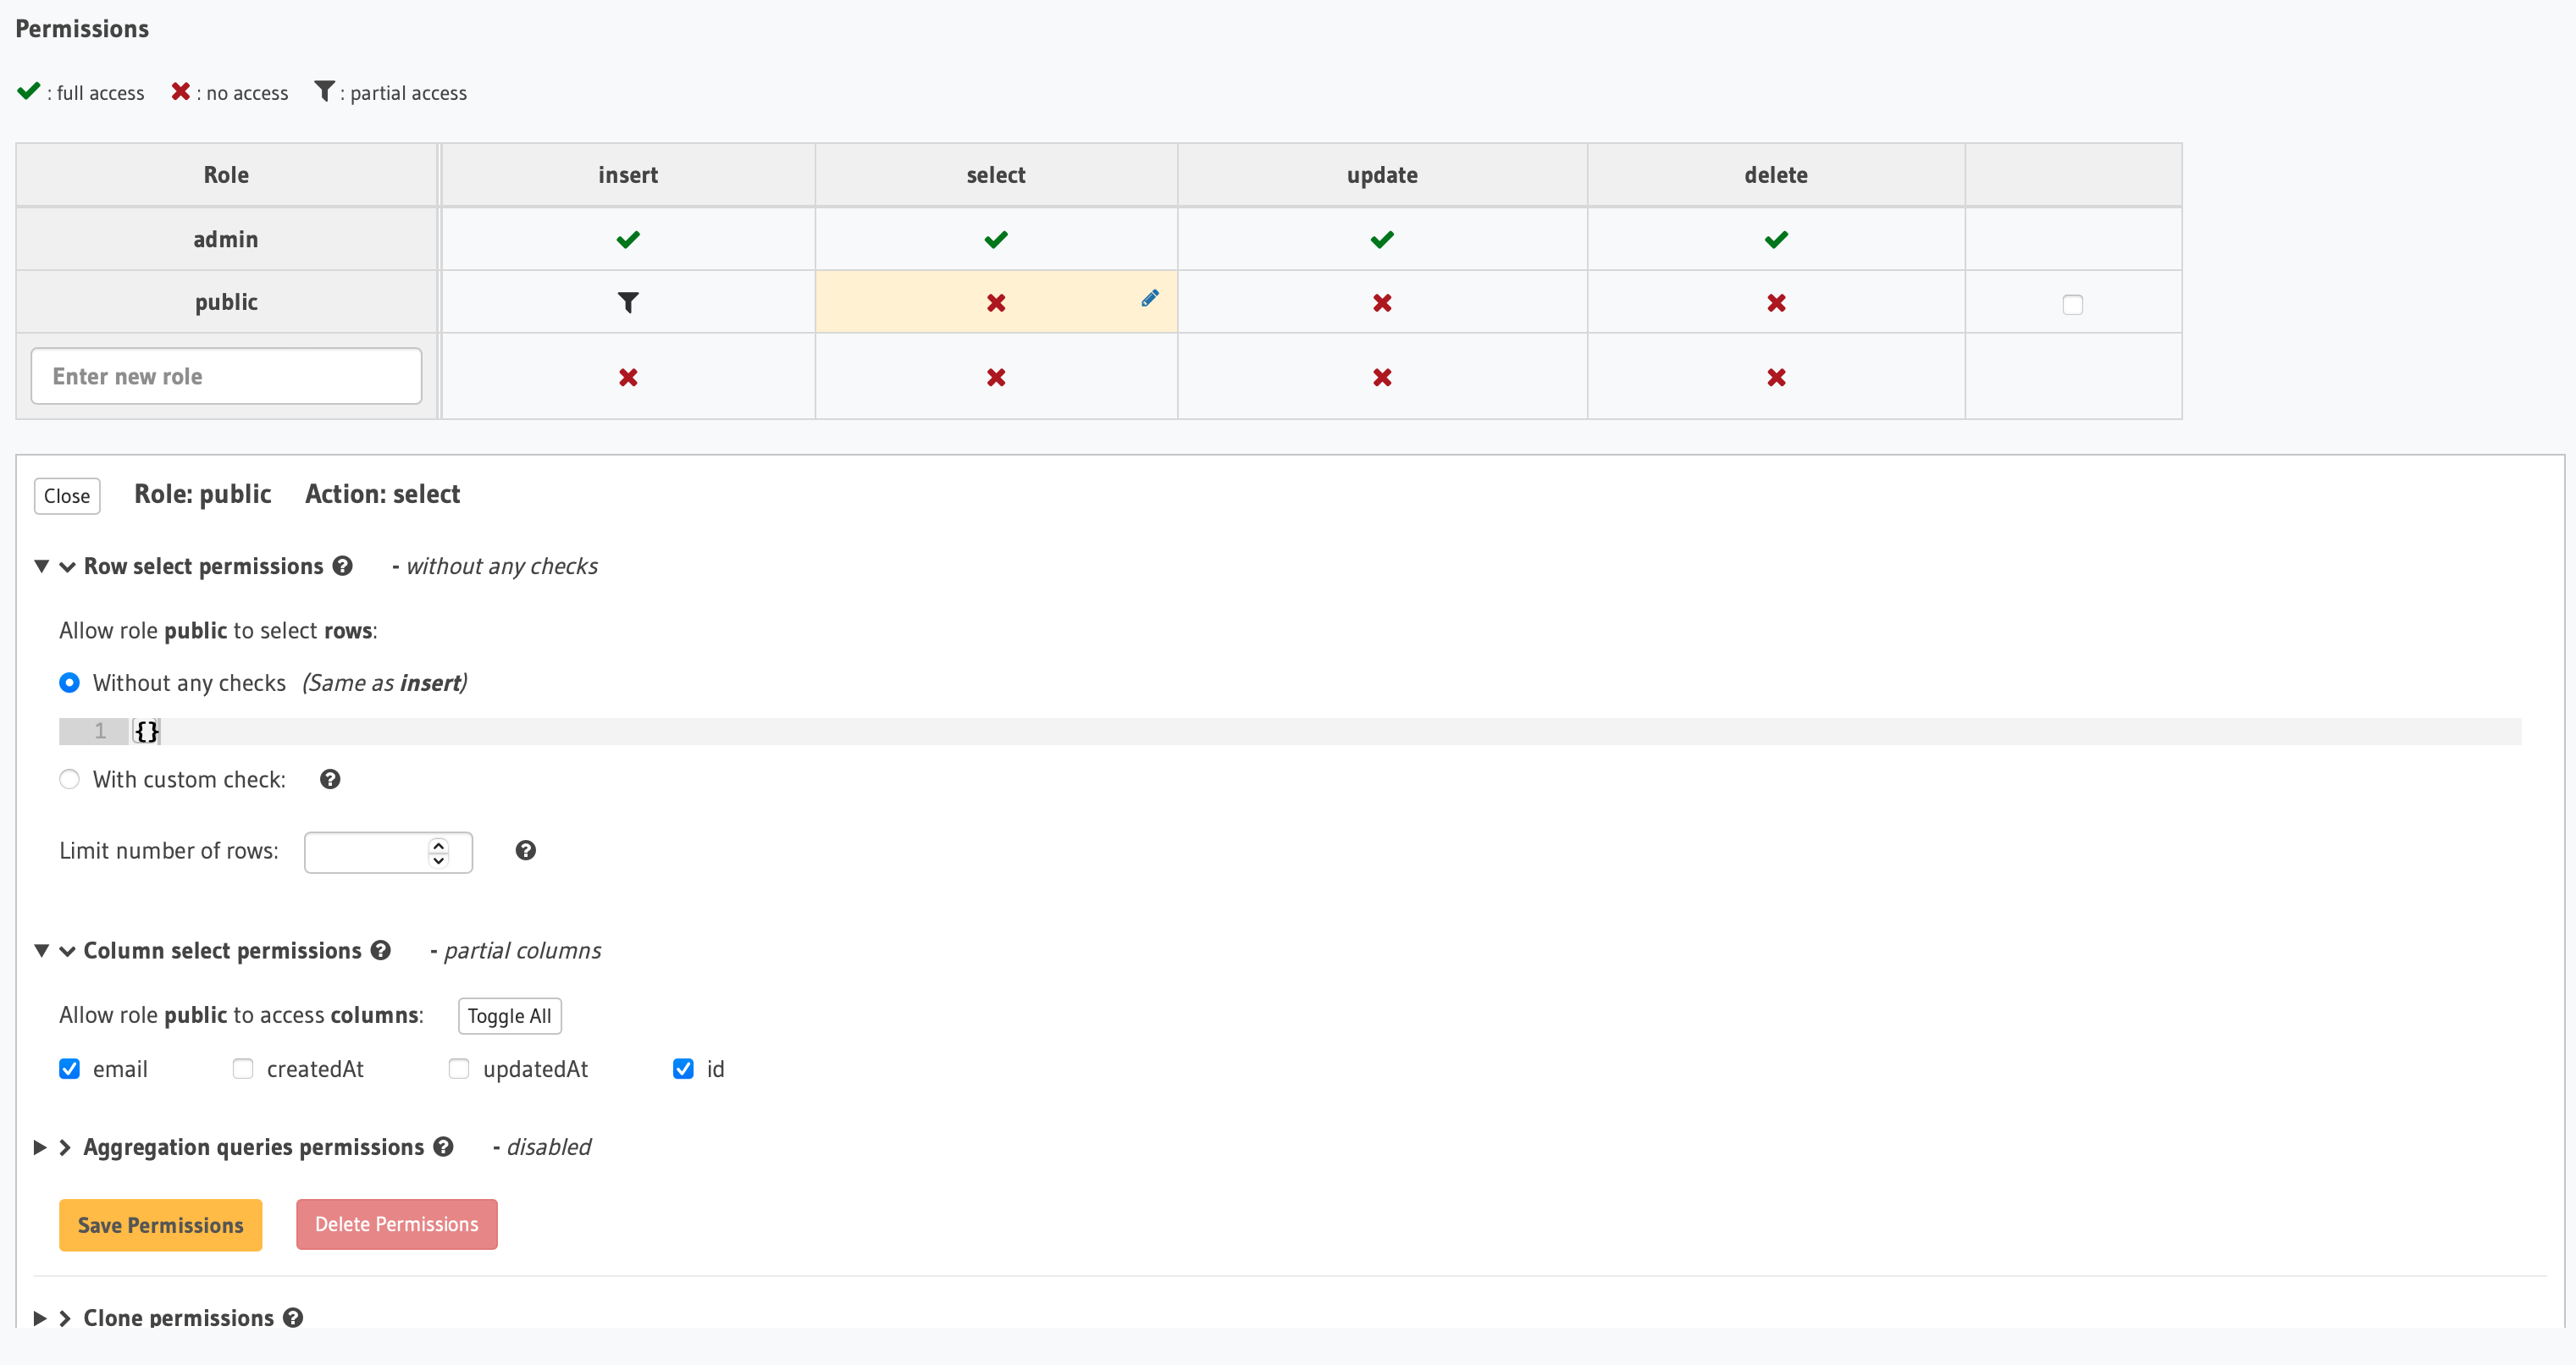 Permissions
: full access : no access : partial access
Role insert select update delete
admin
public
Enter new role
Close Role: public Action: select
Row select permissions - without any checks
Allow role public to select rows:
Without any checks (Same as insert)
1 {}
With custom check:
Limit number of rows:
Column select permissions - partial columns
Allow role public to access columns: Toggle All
email createdAt updatedAt id
Aggregation queries permissions - disabled
Save Permissions Delete Permissions
Clone permissions